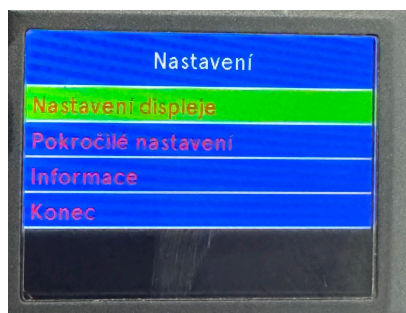 Nastavení
Nastavení displeje
Pokročilé nastavení
Informace
Konec